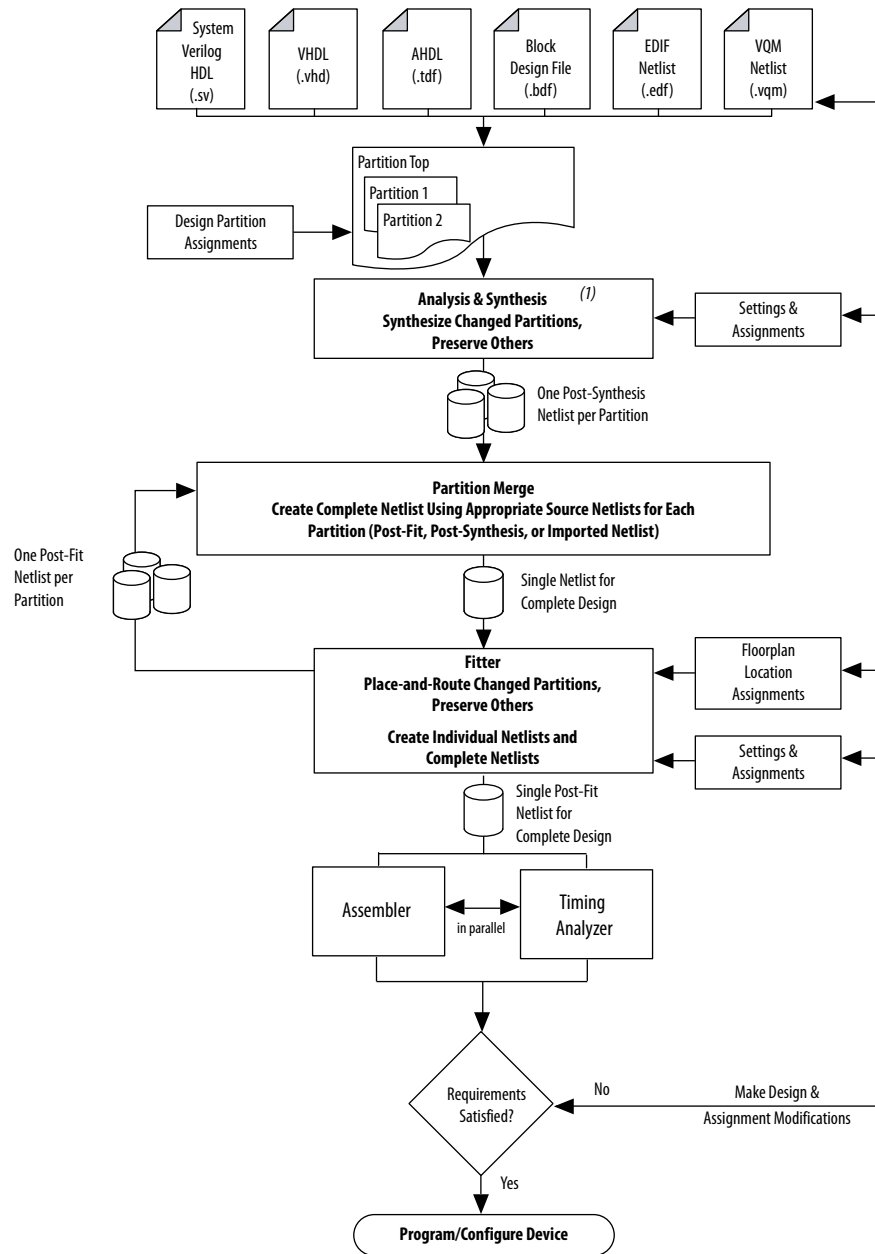 System
Verilog
HDL
(.sv)
VHDL
(.vhd)
AHDL
(.tdf)
Block
Design File
(.bdf)
EDIF
Netlist
(.edf)
VQM
Netlist
(.vqm)
Partition Top
Partition 1
Partition 2
Design Partition
Assignments
Analysis & Synthesis (1)
Synthesize Changed Partitions,
Preserve Others
Settings &
Assignments
One Post-Synthesis
Netlist per Partition
Partition Merge
Create Complete Netlist Using Appropriate Source Netlists for Each
Partition (Post-Fit, Post-Synthesis, or Imported Netlist)
One Post-Fit
Netlist per
Partition
Single Netlist for
Complete Design
Fitter
Place-and-Route Changed Partitions,
Preserve Others
Create Individual Netlists and
Complete Netlists
Floorplan
Location
Assignments
Settings &
Assignments
Single Post-Fit
Netlist for
Complete Design
Assembler
in parallel
Timing
Analyzer
Requirements
Satisfied?
No
Make Design &
Assignment Modifications
Yes
Program/Configure Device